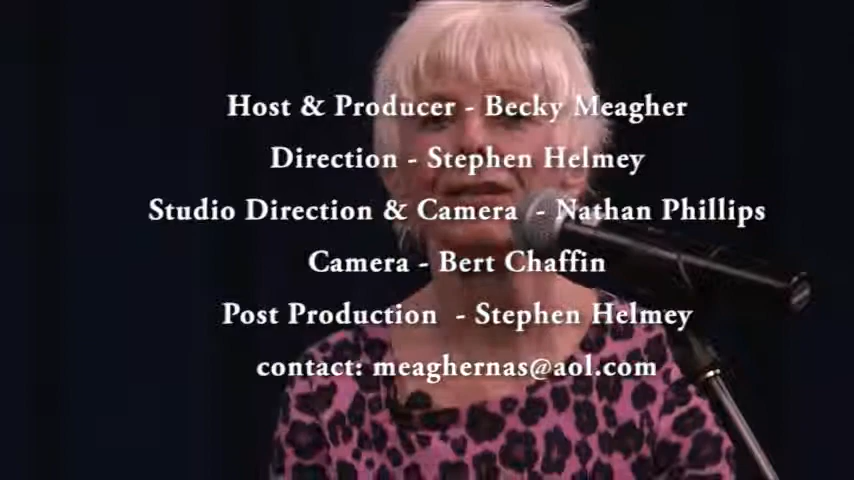 Host & Producer - Becky Meagher
Direction - Stephen Helmey
Studio Direction & Camera - Nathan Phillips
Camera - Bert Chaffin
Post Production - Stephen Helmey
contact: meaghernas@aol.com